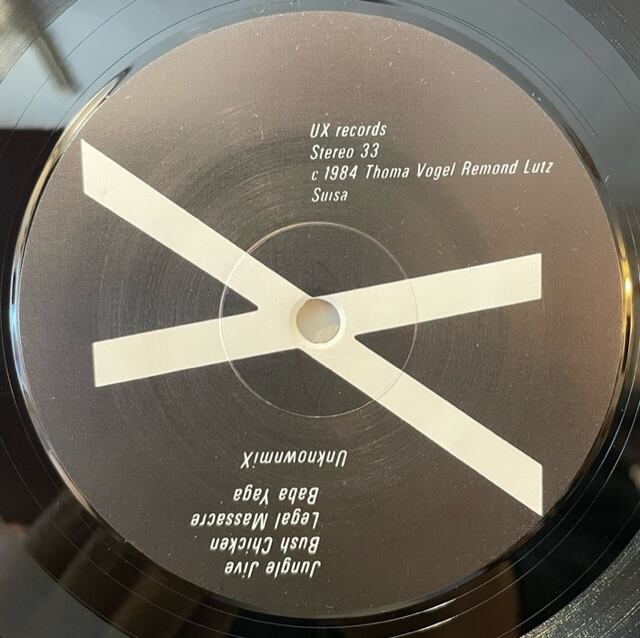 UX records
Stereo 33
c 1984 Thoma Vogel Remond Lutz
Suisa
UnknownmiX
Baba Yaga
Legal Massacre
Bush Chicken
Jungle Jive